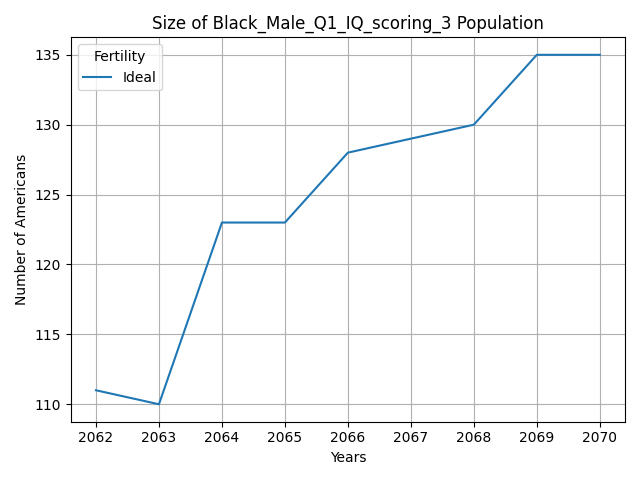 Size of Black_Male_Q1_IQ_scoring_3 Population
Fertility
Ideal
135
130
125
120
115
110
Number of Americans
2062 2063 2064 2065 2066 2067 2068 2069 2070
Years